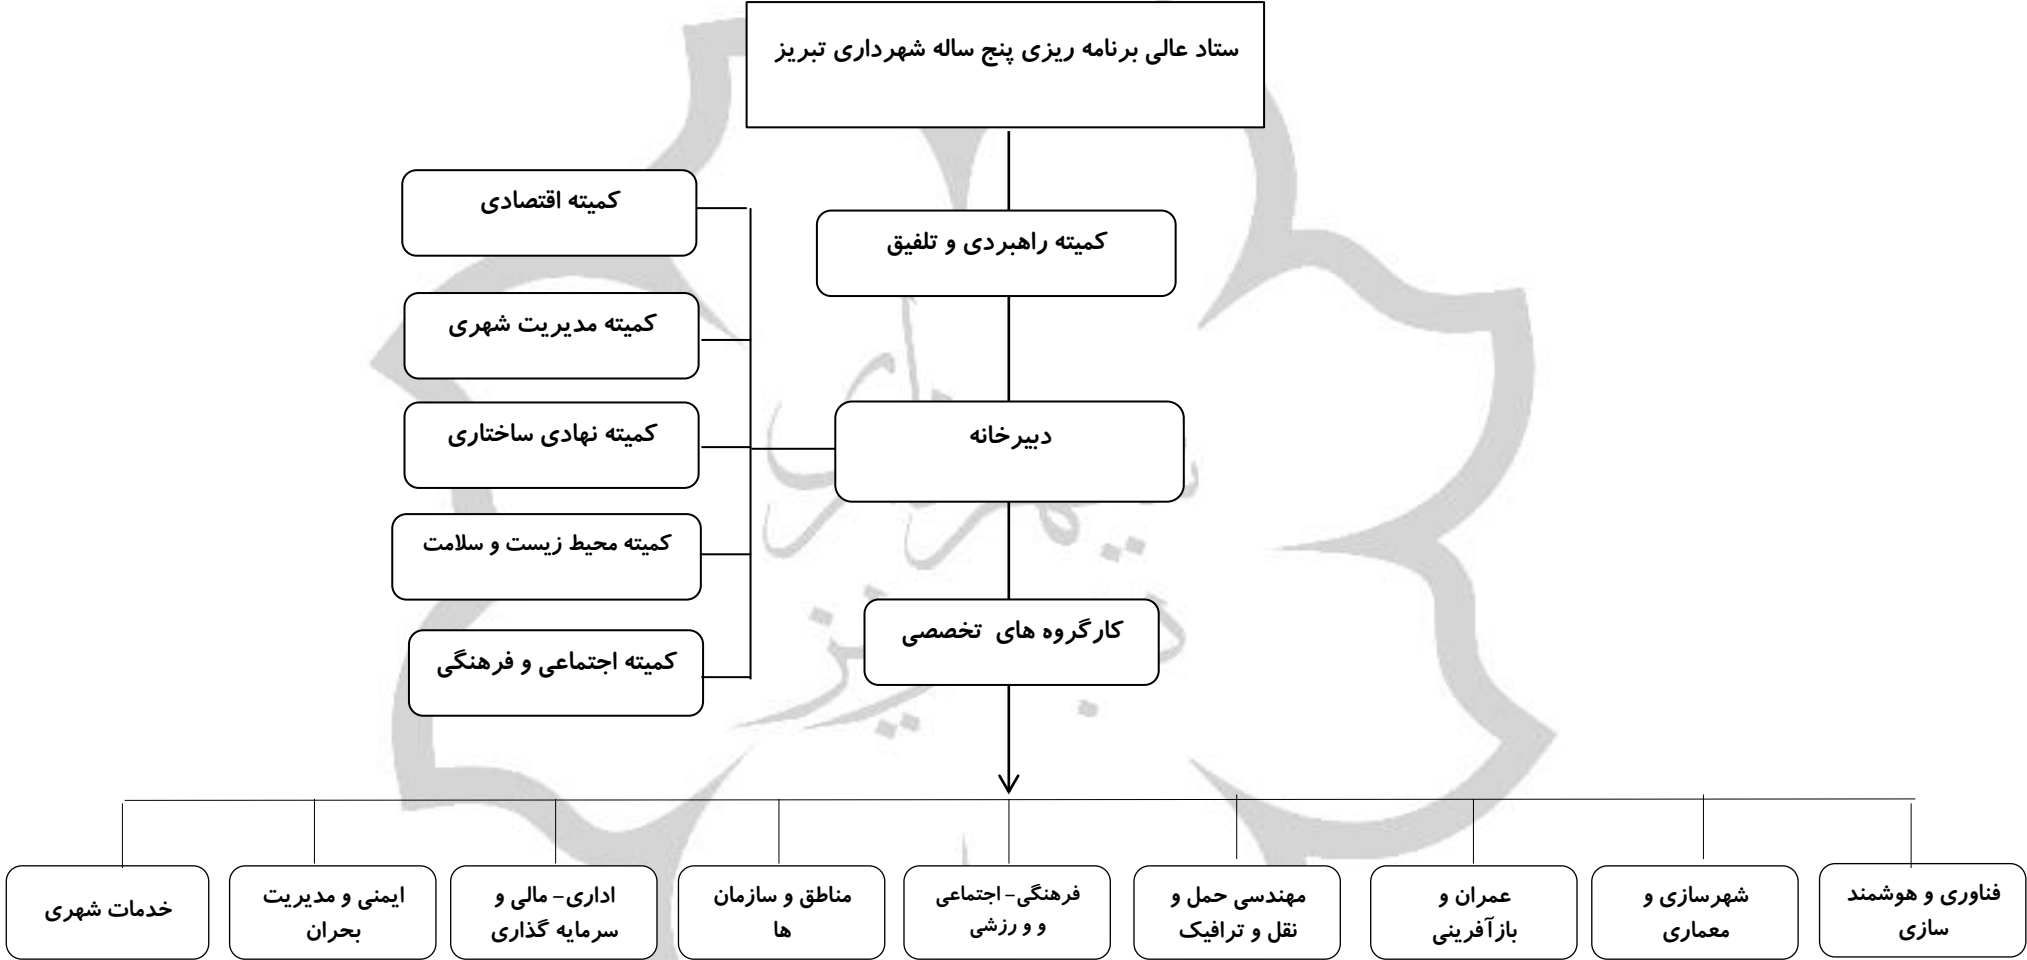 ستاد عالی برنامه ریزی پنج ساله شهرداری تبریز
کمیته راهبردی و تلفیق
دبیرخانه
کارگروه های تخصصی
کمیته اقتصادی
کمیته مدیریت شهری
کمیته نهادی ساختاری
کمیته محیط زیست و سلامت
کمیته اجتماعی و فرهنگی
فناوری و هوشمند
سازی
شهرسازی و
معماری
عمران و
بازآفرینی
مهندسی حمل و
نقل و ترافیک
فرهنگی- اجتماعی
و و رزشی
مناطق و سازمان
ها
اداری- مالی و
سرمایه گذاری
ایمنی و مدیریت
بحران
خدمات شهری
شهرداری
تبریز